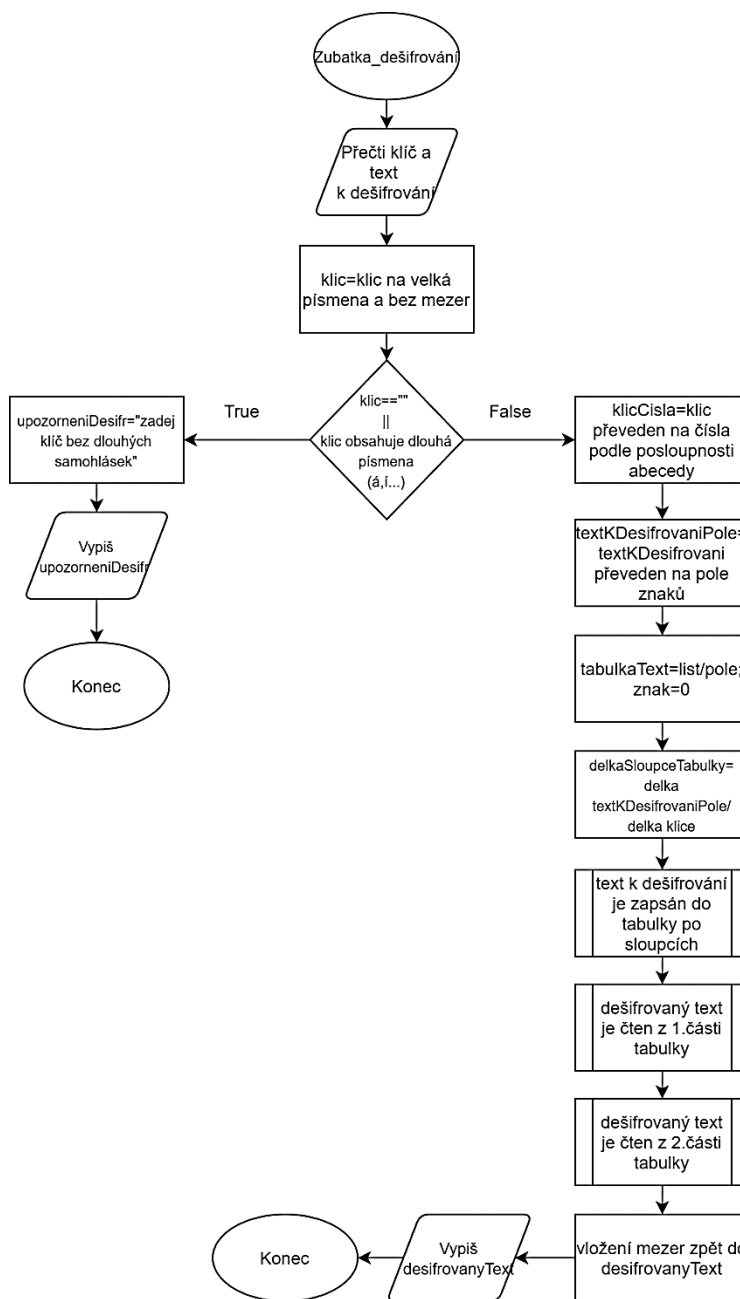 Zubatka_dešifrování
Přečti klíč a
text
k dešifrování
klic=klic na velká
písmena a bez mezer
klic==""
||
klic obsahuje dlouhá
písmena
(á,í...)
True
False
upozorneniDesifr="zadej
klíč bez dlouhých
samohlásek"
Vypiš
upozorneniDesifr
Konec
klicCisla=klic
převeden na čísla
podle posloupnosti
abecedy
textKDesifrovaniPole=
textKDesifrovani
převeden na pole
znaků
tabulkaText=list/pole;
znak=0
delkaSloupceTabulky=
delka
textKDesifrovaniPole/
delka klice
text k dešifrování
je zapsán do
tabulky po
sloupcích
dešifrovaný text
je čten z 1.části
tabulky
dešifrovaný text
je čten z 2.části
tabulky
vložení mezer zpět do
desifrovanyText
Vypiš
desifrovanyText
Konec